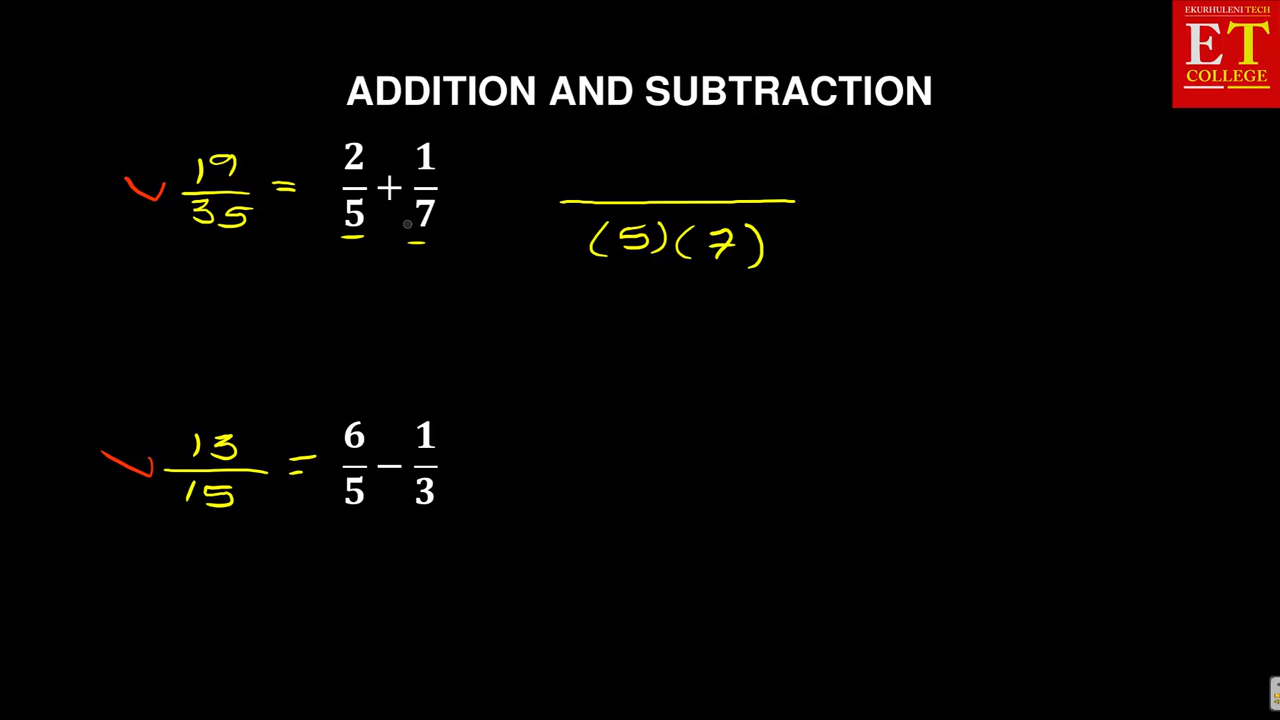 EKURHULENI TECH
ET
COLLEGE
ADDITION AND SUBTRACTION
19/35 = 2/5 + 1/7
(5)(7)
13/15 = 6/5 − 1/3